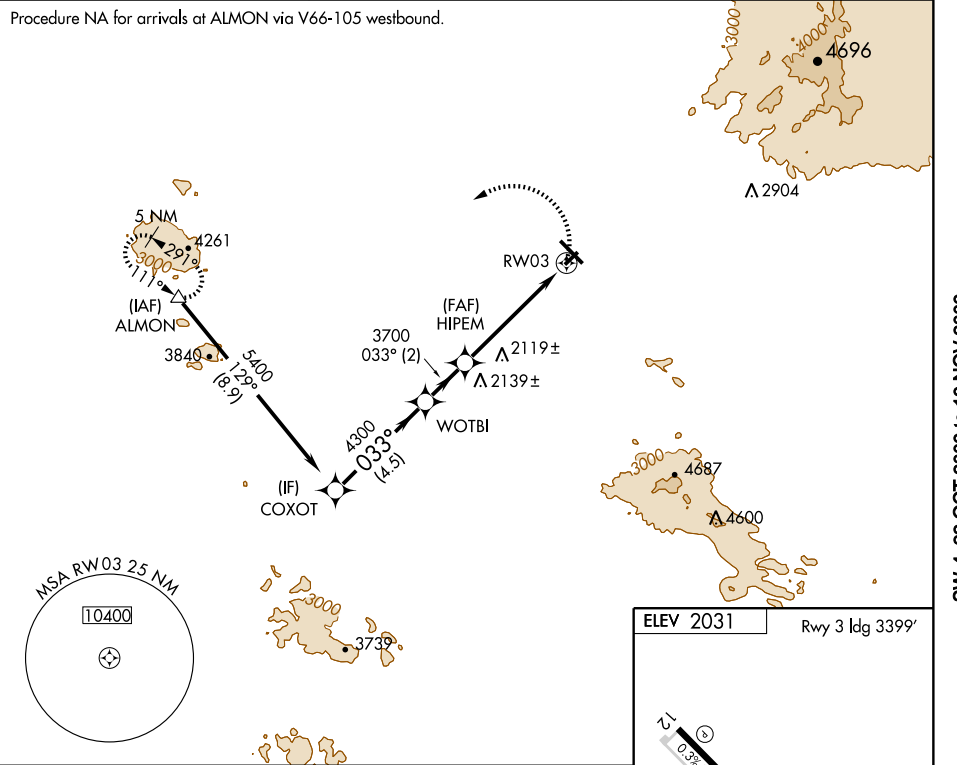 Procedure NA for arrivals at ALMON via V66-105 westbound.
3000
4000
4696
2904
5 NM
4261
291°
3000
111°
(IAF)
ALMON
3840
5400
129°
(8.9)
RW03
(FAF)
HIPEM
3700
033° (2)
2119±
2139±
WOTBI
4300
033°
(4.5)
(IF)
COXOT
3000
4687
4600
MSA RW03 25 NM
10400
3000
3739
ELEV 2031
Rwy 3 ldg 3399'
12
P
0.3%